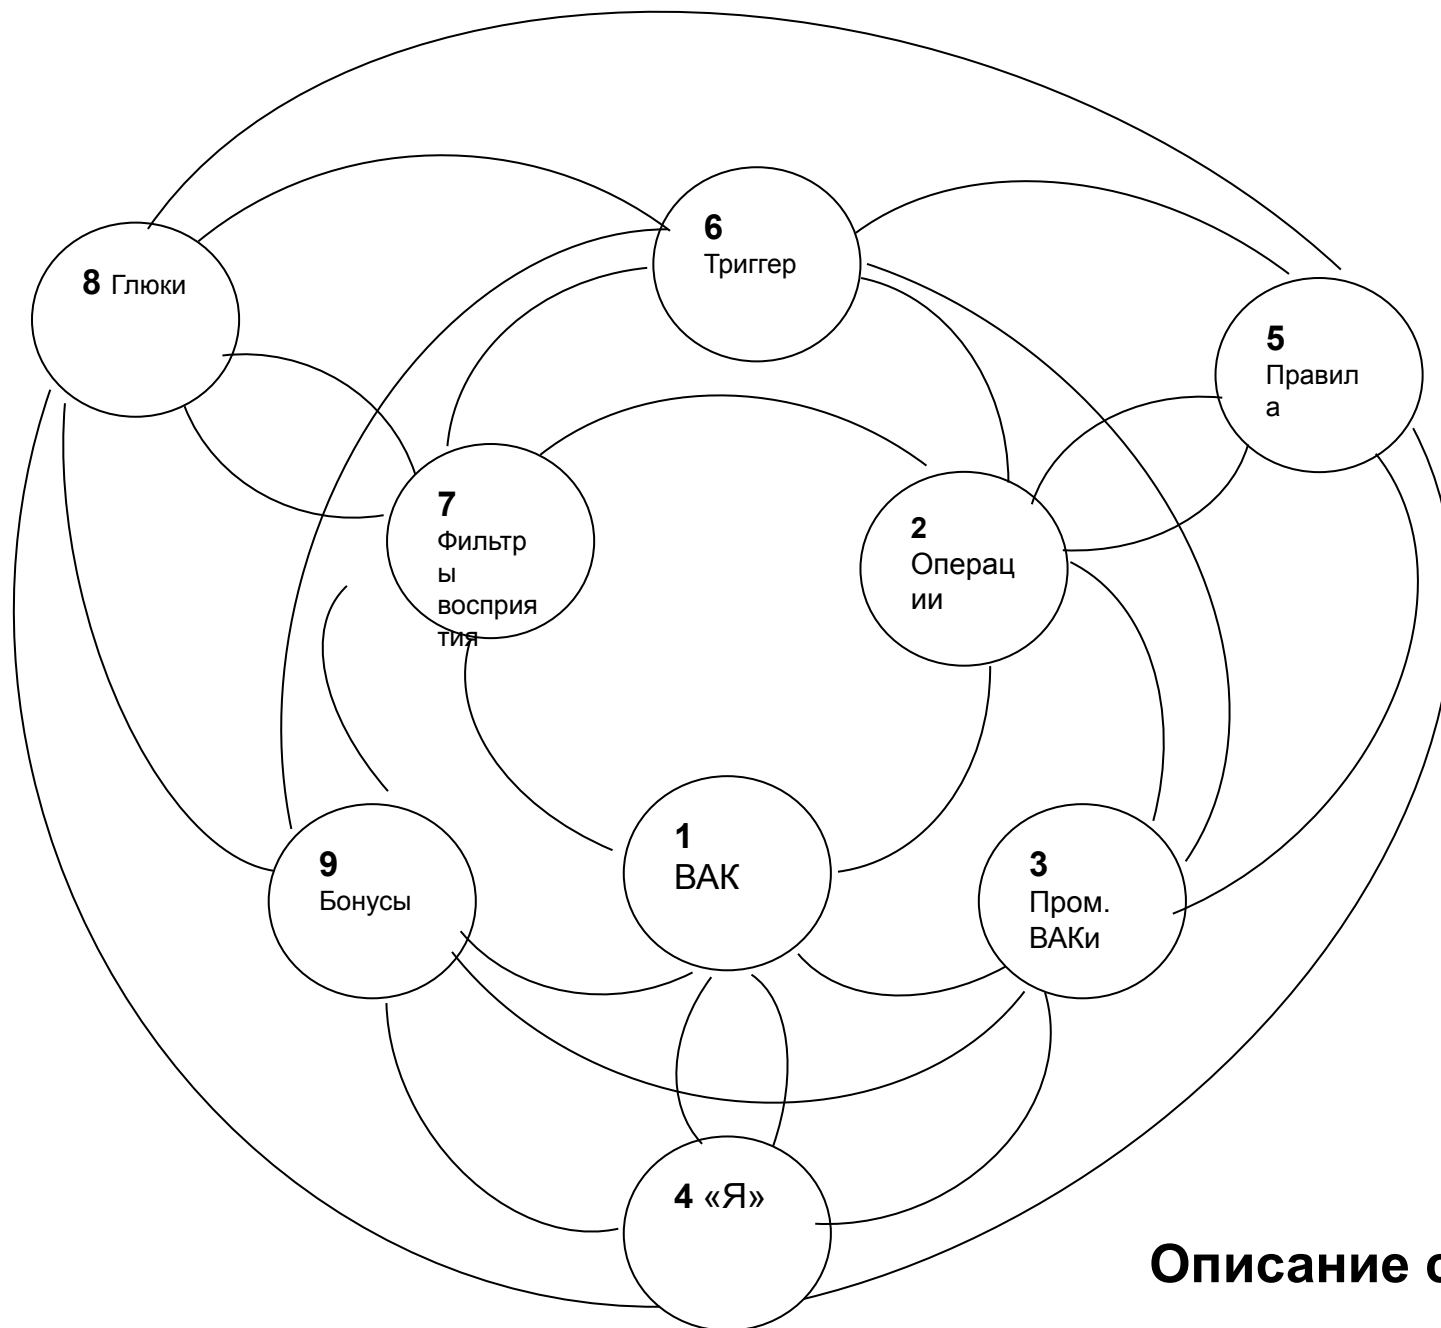 6
Триггер
8 Глюки
5
Правил
а
7
Фильтр
ы
восприя
тия
2
Операц
ии
1
ВАК
9
Бонусы
3
Пром.
ВАКи
4 «Я»
Описание